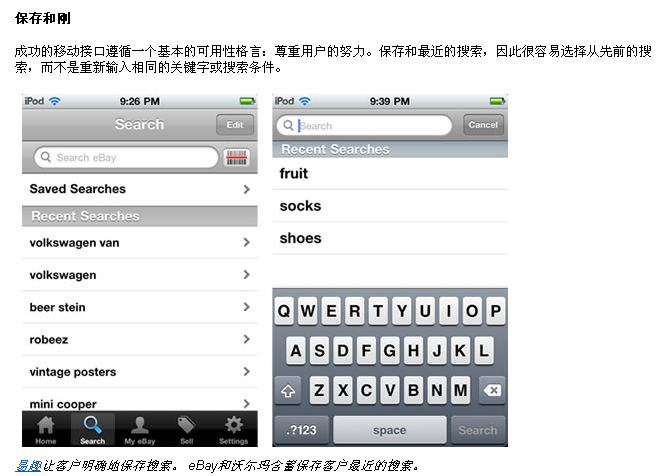 保存和刚
成功的移动接口遵循一个基本的可用性格言：尊重用户的努力。保存和最近的搜索，因此很容易选择从先前的搜
索，而不是重新输入相同的关键字或搜索条件。
iPod 9:26 PM
Search Edit
Search eBay
Saved Searches
Recent Searches
volkswagen van
volkswagen
beer stein
robeez
vintage posters
mini cooper
Home Search My eBay Sell Settings
iPod 9:39 PM
Search Cancel
Recent Searches
fruit
socks
shoes
Q W E R T Y U I O P
A S D F G H J K L
Z X C V B N M
.?123 space Search
易趣让客户明确地保存搜索。 eBay和沃尔玛含蓄保存客户最近的搜索。